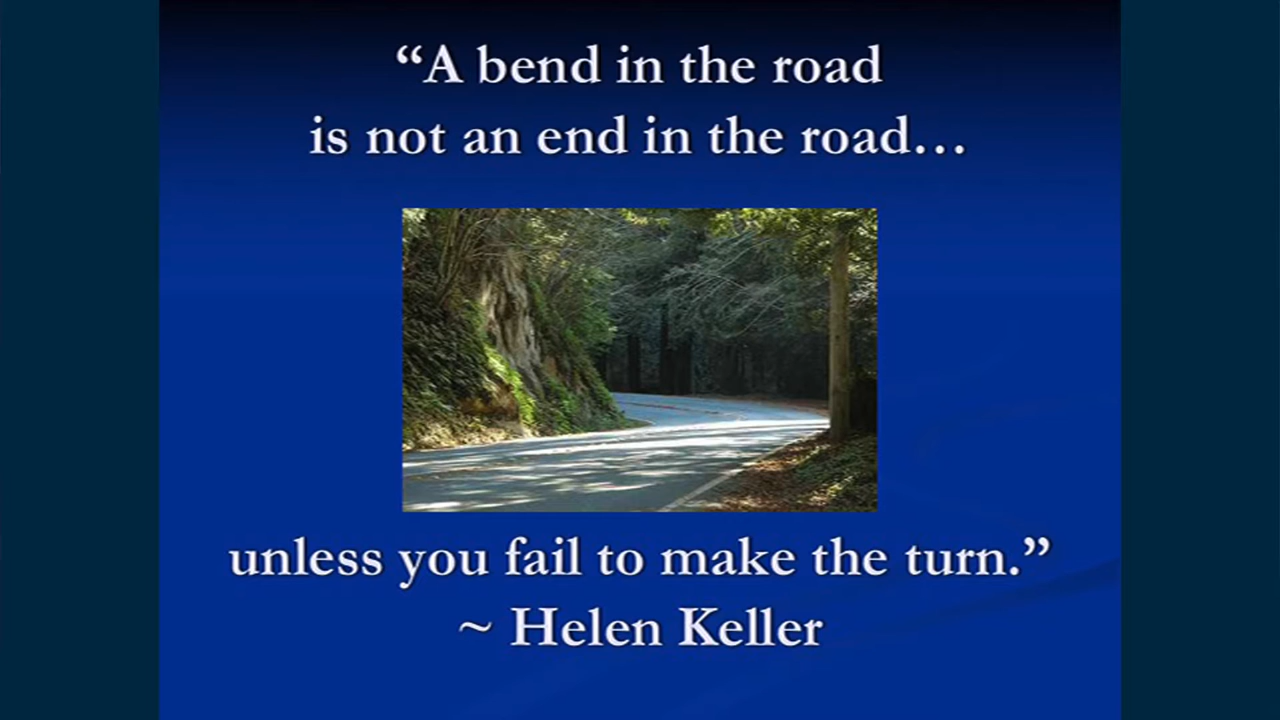 “A bend in the road
is not an end in the road…
unless you fail to make the turn.”
~ Helen Keller